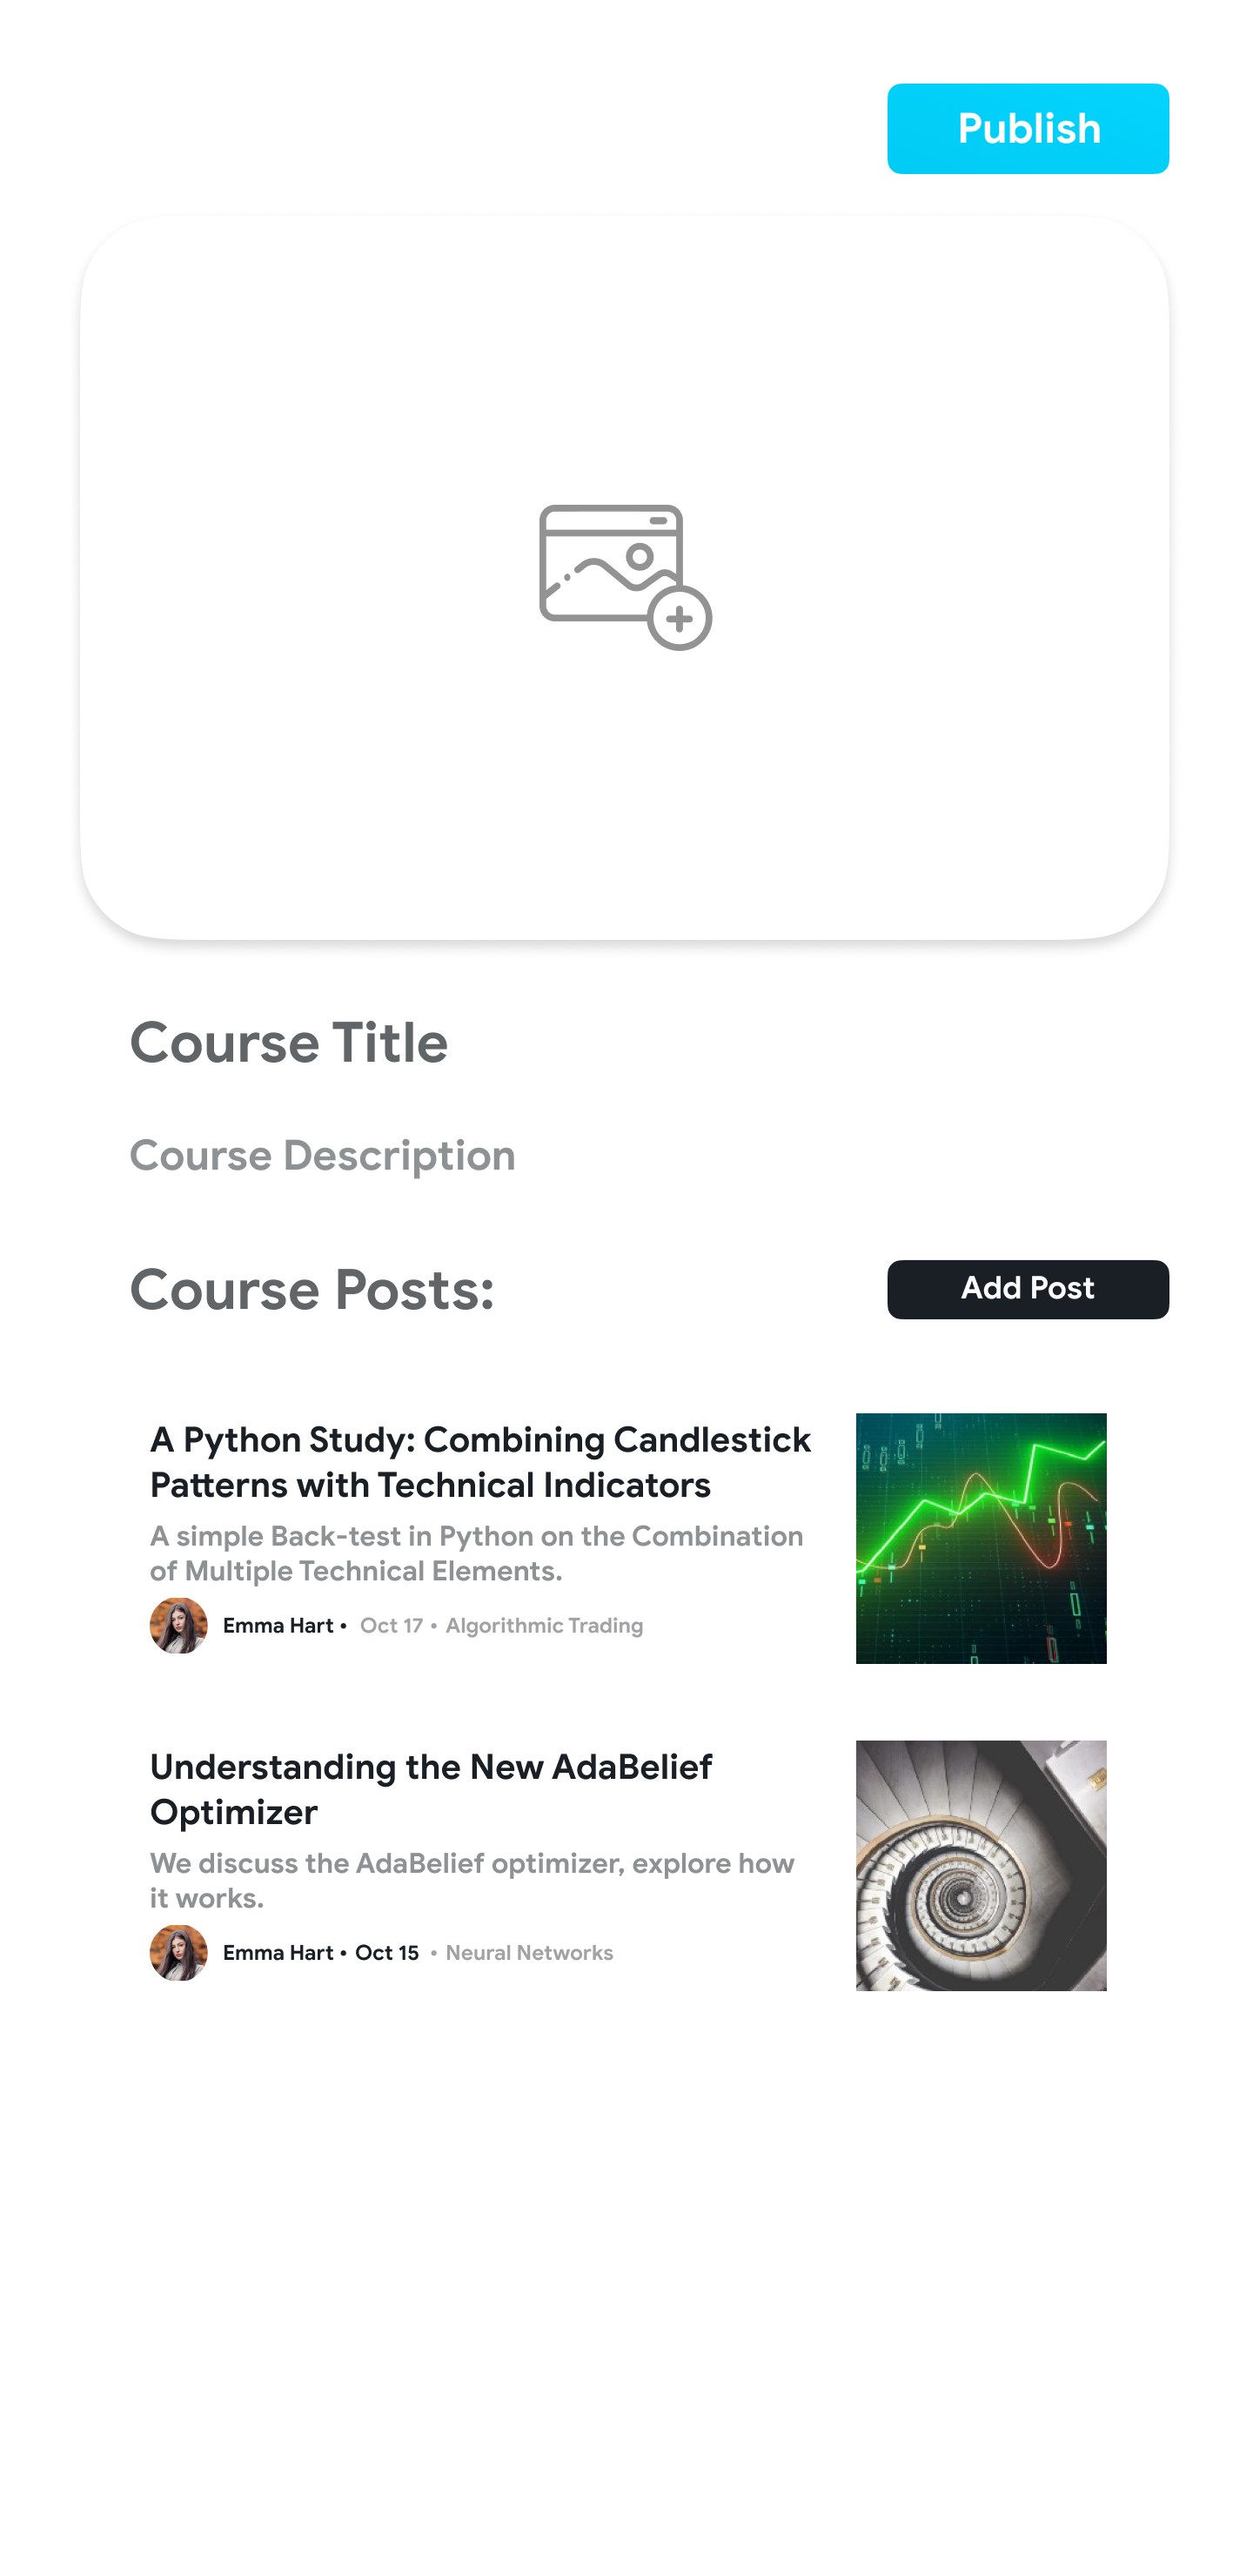 Publish
Course Title
Course Description
Course Posts:
Add Post
A Python Study: Combining Candlestick
Patterns with Technical Indicators
A simple Back-test in Python on the Combination
of Multiple Technical Elements.
Emma Hart • Oct 17 • Algorithmic Trading
Understanding the New AdaBelief
Optimizer
We discuss the AdaBelief optimizer, explore how
it works.
Emma Hart • Oct 15 • Neural Networks